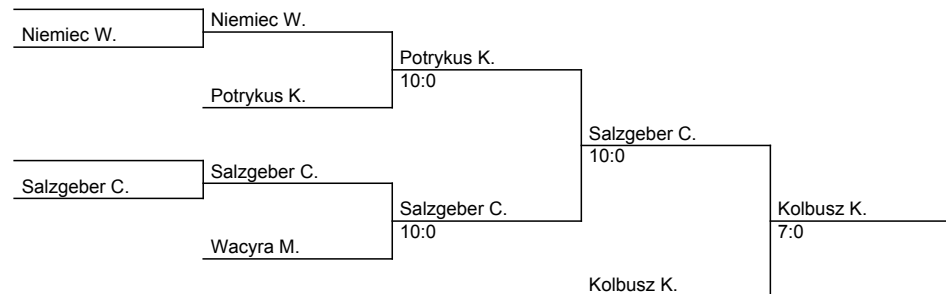 Niemiec W.
Niemiec W.
Potrykus K.
10:0
Potrykus K.
Salzgeber C.
10:0
Salzgeber C.
Salzgeber C.
Salzgeber C.
10:0
Kolbusz K.
7:0
Wacyra M.
Kolbusz K.